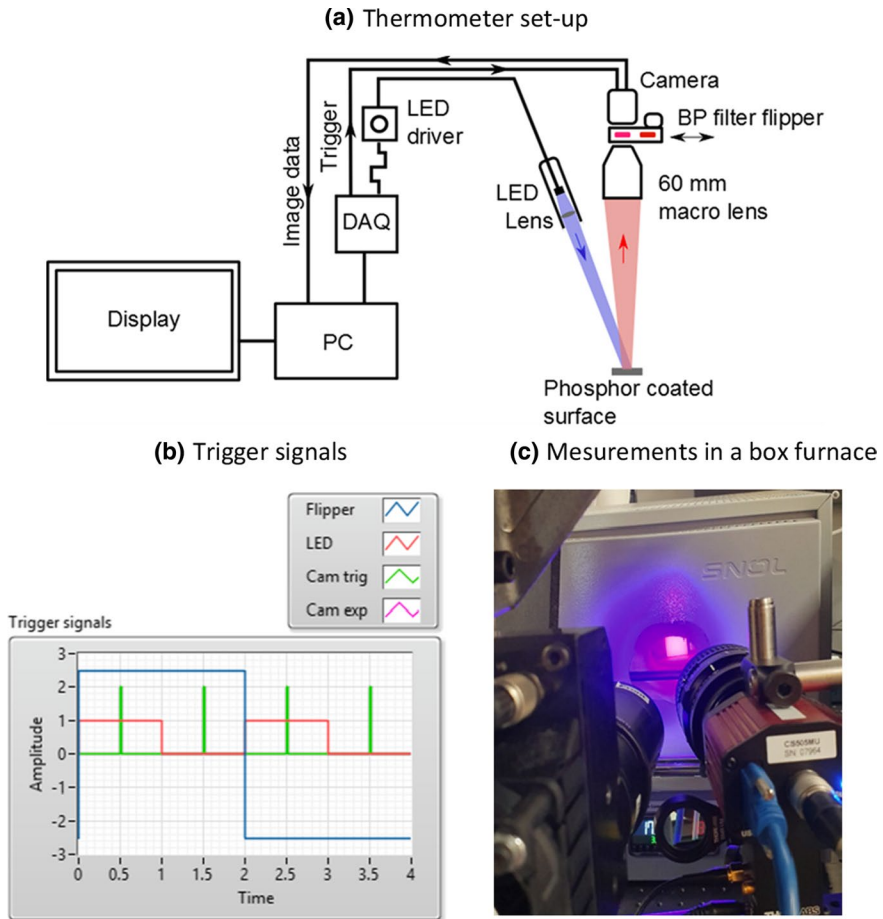 (a) Thermometer set-up
Camera
BP filter flipper
LED
driver
Trigger
Image data
DAQ
LED
Lens
60 mm
macro lens
Display
PC
Phosphor coated
surface
(b) Trigger signals
Flipper
LED
Cam trig
Cam exp
Trigger signals
Amplitude
3
2
1
0
-1
-2
-3
0 0.5 1 1.5 2 2.5 3 3.5 4
Time
(c) Mesurements in a box furnace
SNOL
CS505MU
SN: 07964